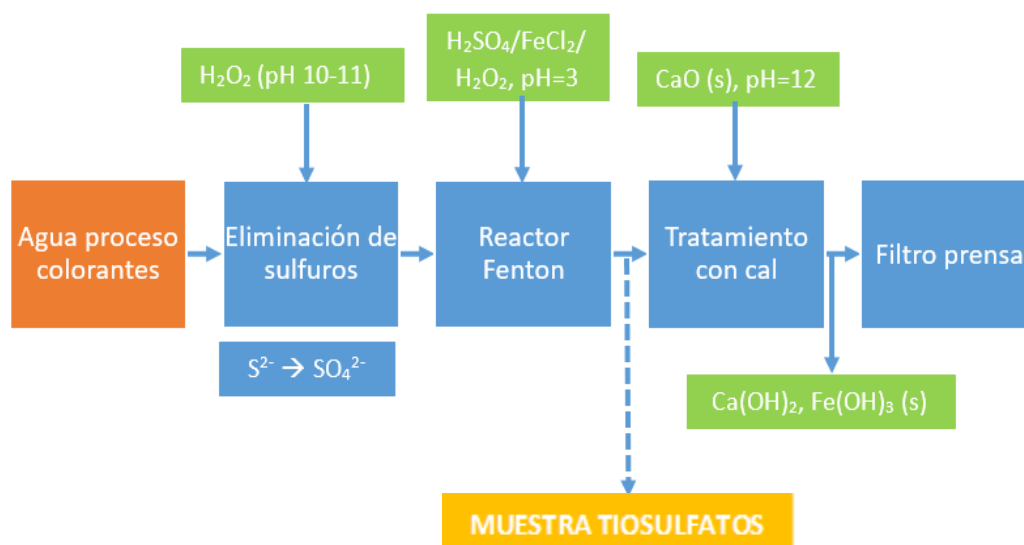 H₂O₂ (pH 10-11)
H₂SO₄/FeCl₂/
H₂O₂, pH=3
CaO (s), pH=12
Agua proceso
colorantes
Eliminación de
sulfuros
Reactor
Fenton
Tratamiento
con cal
Filtro prensa
S²⁻ → SO₄²⁻
Ca(OH)₂, Fe(OH)₃ (s)
MUESTRA TIOSULFATOS